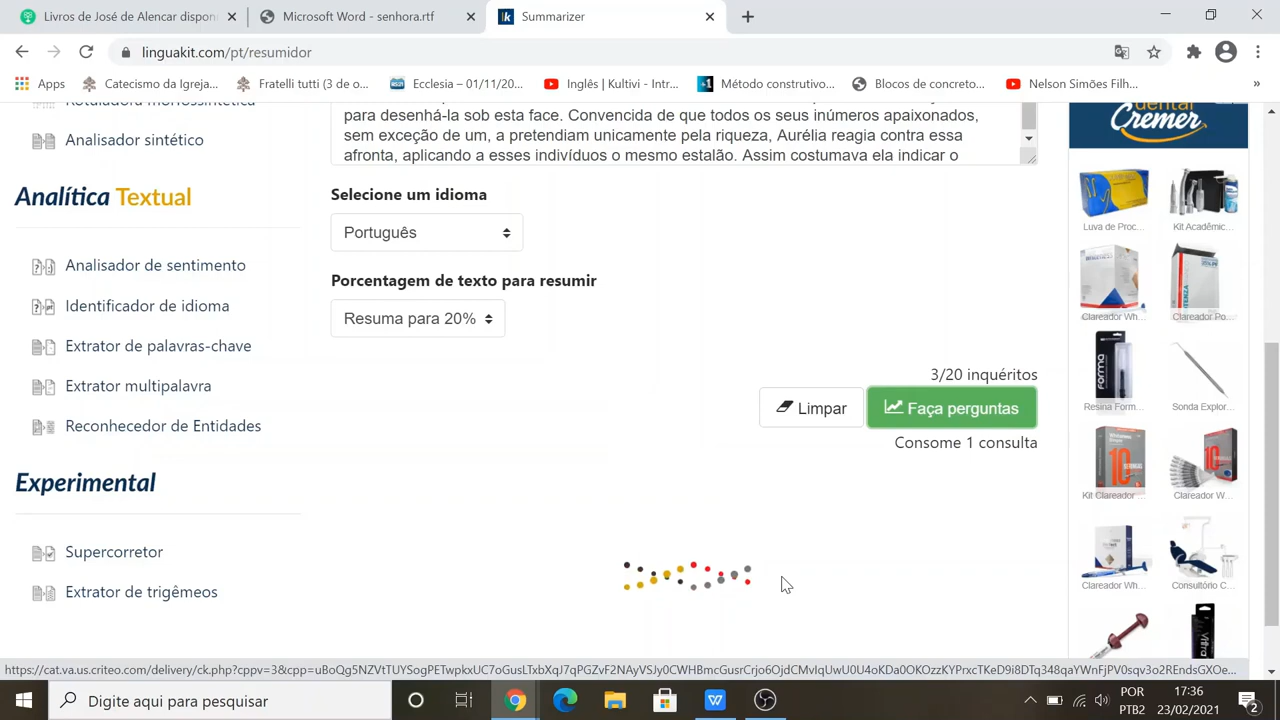 Livros de José de Alencar dispon
Microsoft Word - senhora.rtf
Summarizer
linguakit.com/pt/resumidor
Apps
Catecismo da Igreja...
Fratelli tutti (3 de o...
Ecclesia – 01/11/20...
Inglês | Kultivi - Intr...
Método construtivo...
Blocos de concreto...
Nelson Simões Filh...
»
Rotuladora morfossintética
Analisador sintético
Analítica Textual
Analisador de sentimento
Identificador de idioma
Extrator de palavras-chave
Extrator multipalavra
Reconhecedor de Entidades
Experimental
Supercorretor
Extrator de trigêmeos
para desenhá-la sob esta face. Convencida de que todos os seus inúmeros apaixonados,
sem exceção de um, a pretendiam unicamente pela riqueza, Aurélia reagia contra essa
afronta, aplicando a esses indivíduos o mesmo estalão. Assim costumava ela indicar o
Selecione um idioma
Português
Porcentagem de texto para resumir
Resuma para 20%
3/20 inquéritos
Limpar
Faça perguntas
Consome 1 consulta
dental
Cremer
Luva de Proc...
Kit Acadêmic...
Clareador Wh...
Clareador Po...
Resina Form...
Sonda Explor...
Kit Clareador ...
Clareador W...
Clareador Wh...
Consultório C...
Digite aqui para pesquisar
POR
PTB2
17:36
23/02/2021
2